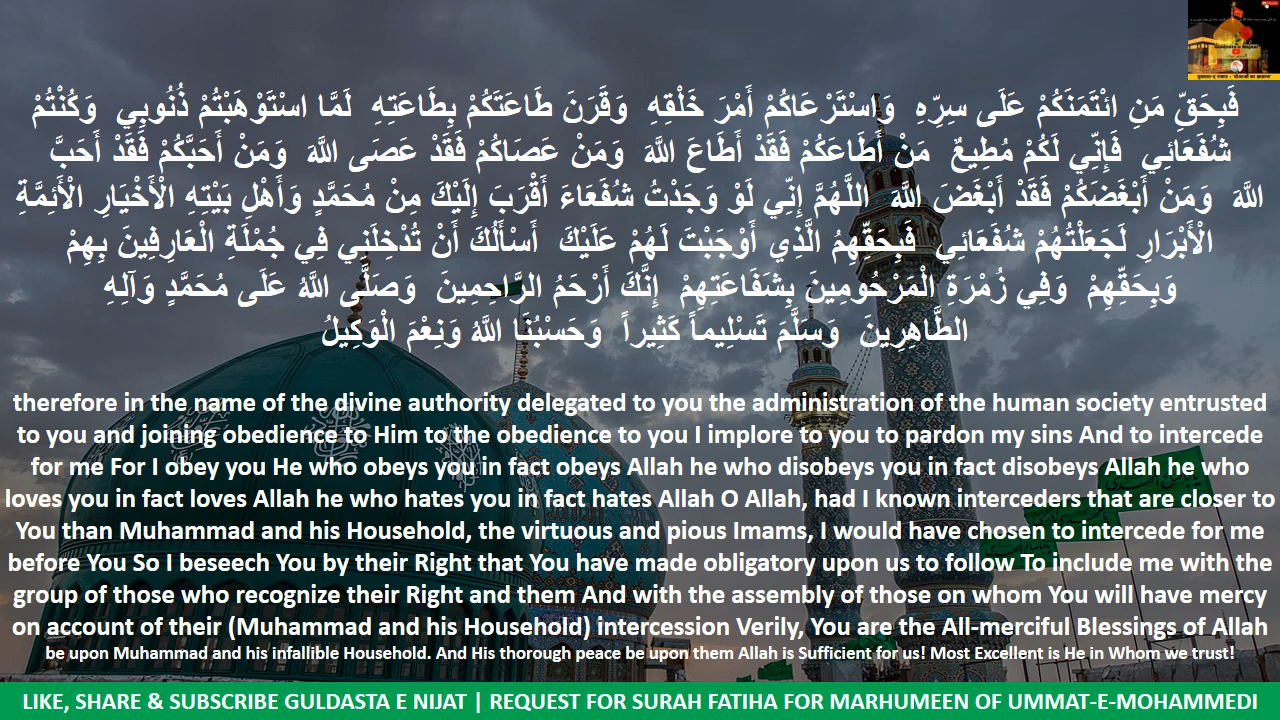 فَبِحَقِّ مَنِ ائْتَمَنَكُمْ عَلَى سِرِّهِ وَاسْتَرْعَاكُمْ أَمْرَ خَلْقِهِ وَقَرَنَ طَاعَتَكُمْ بِطَاعَتِهِ لَمَّا اسْتَوْهَبْتُمْ ذُنُوبِي وَكُنْتُمْ
شُفَعَائِي فَإِنِّي لَكُمْ مُطِيعٌ مَنْ أَطَاعَكُمْ فَقَدْ أَطَاعَ اللَّهَ وَمَنْ عَصَاكُمْ فَقَدْ عَصَى اللَّهَ وَمَنْ أَحَبَّكُمْ فَقَدْ أَحَبَّ
اللَّهَ وَمَنْ أَبْغَضَكُمْ فَقَدْ أَبْغَضَ اللَّهَ اللَّهُمَّ إِنِّي لَوْ وَجَدْتُ شُفَعَاءَ أَقْرَبَ إِلَيْكَ مِنْ مُحَمَّدٍ وَأَهْلِ بَيْتِهِ الْأَخْيَارِ الْأَئِمَّةِ
الْأَبْرَارِ لَجَعَلْتُهُمْ شُفَعَائِي فَبِحَقِّهِمُ الَّذِي أَوْجَبْتَ لَهُمْ عَلَيْكَ أَسْأَلُكَ أَنْ تُدْخِلَنِي فِي جُمْلَةِ الْعَارِفِينَ بِهِمْ
وَبِحَقِّهِمْ وَفِي زُمْرَةِ الْمَرْحُومِينَ بِشَفَاعَتِهِمْ إِنَّكَ أَرْحَمُ الرَّاحِمِينَ وَصَلَّى اللَّهُ عَلَى مُحَمَّدٍ وَآلِهِ
الطَّاهِرِينَ وَسَلَّمَ تَسْلِيماً كَثِيراً وَحَسْبُنَا اللَّهُ وَنِعْمَ الْوَكِيلُ
therefore in the name of the divine authority delegated to you the administration of the human society entrusted
to you and joining obedience to Him to the obedience to you I implore to you to pardon my sins And to intercede
for me For I obey you He who obeys you in fact obeys Allah he who disobeys you in fact disobeys Allah he who
loves you in fact loves Allah he who hates you in fact hates Allah O Allah, had I known interceders that are closer to
You than Muhammad and his Household, the virtuous and pious Imams, I would have chosen to intercede for me
before You So I beseech You by their Right that You have made obligatory upon us to follow To include me with the
group of those who recognize their Right and them And with the assembly of those on whom You will have mercy
on account of their (Muhammad and his Household) intercession Verily, You are the All-merciful Blessings of Allah
be upon Muhammad and his infallible Household. And His thorough peace be upon them Allah is Sufficient for us! Most Excellent is He in Whom we trust!
LIKE, SHARE & SUBSCRIBE GULDASTA E NIJAT | REQUEST FOR SURAH FATIHA FOR MARHUMEEN OF UMMAT-E-MOHAMMEDI